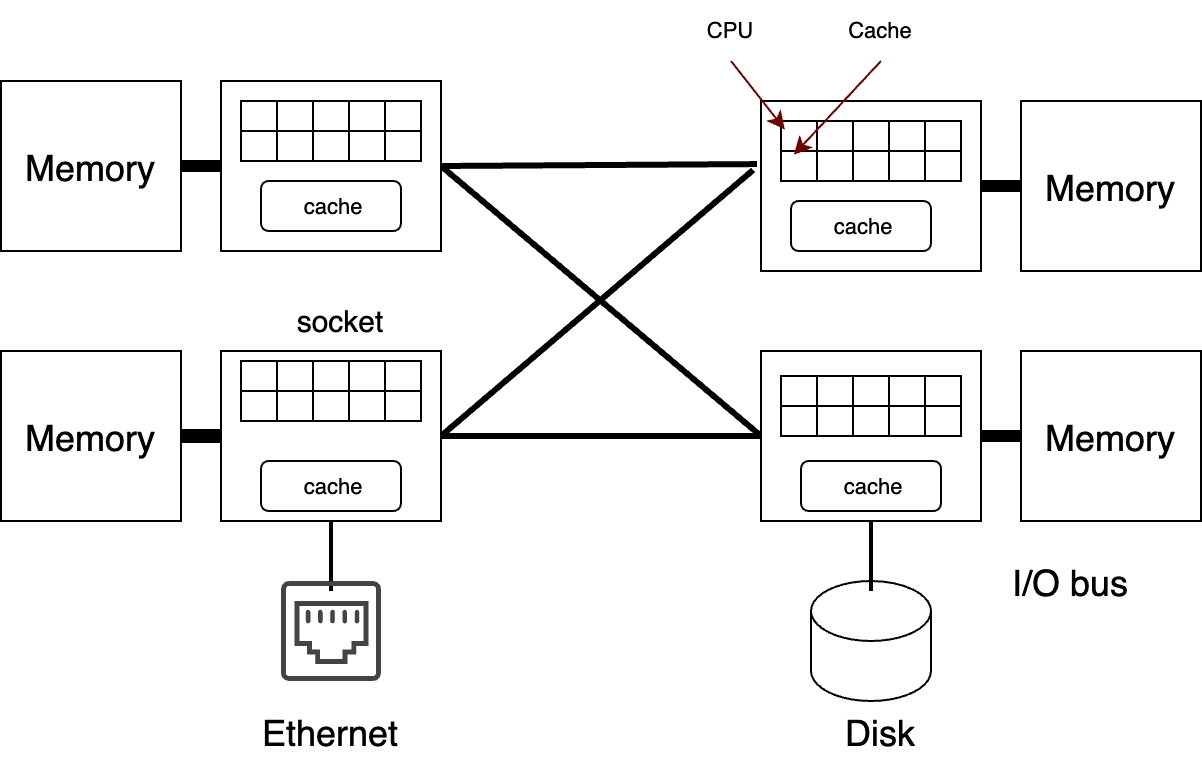 CPU
Cache
Memory
cache
cache
Memory
socket
Memory
cache
cache
Memory
I/O bus
Ethernet
Disk